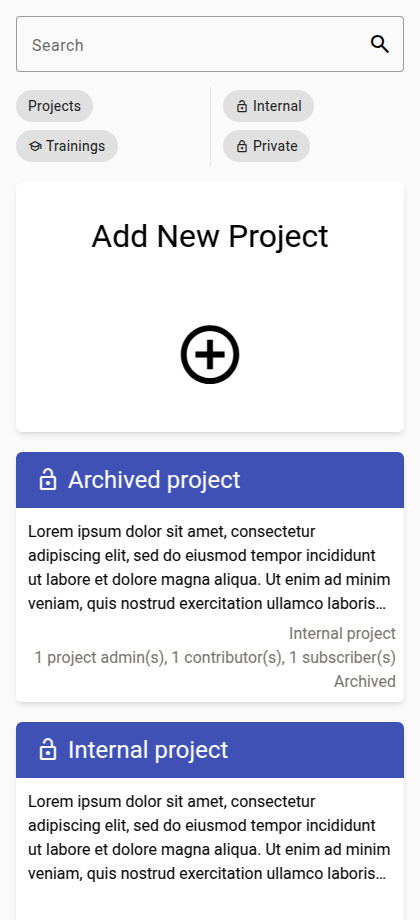 Search
Projects
Internal
Trainings
Private
Add New Project
Archived project
Lorem ipsum dolor sit amet, consectetur
adipiscing elit, sed do eiusmod tempor incididunt
ut labore et dolore magna aliqua. Ut enim ad minim
veniam, quis nostrud exercitation ullamco laboris...
Internal project
1 project admin(s), 1 contributor(s), 1 subscriber(s)
Archived
Internal project
Lorem ipsum dolor sit amet, consectetur
adipiscing elit, sed do eiusmod tempor incididunt
ut labore et dolore magna aliqua. Ut enim ad minim
veniam, quis nostrud exercitation ullamco laboris...